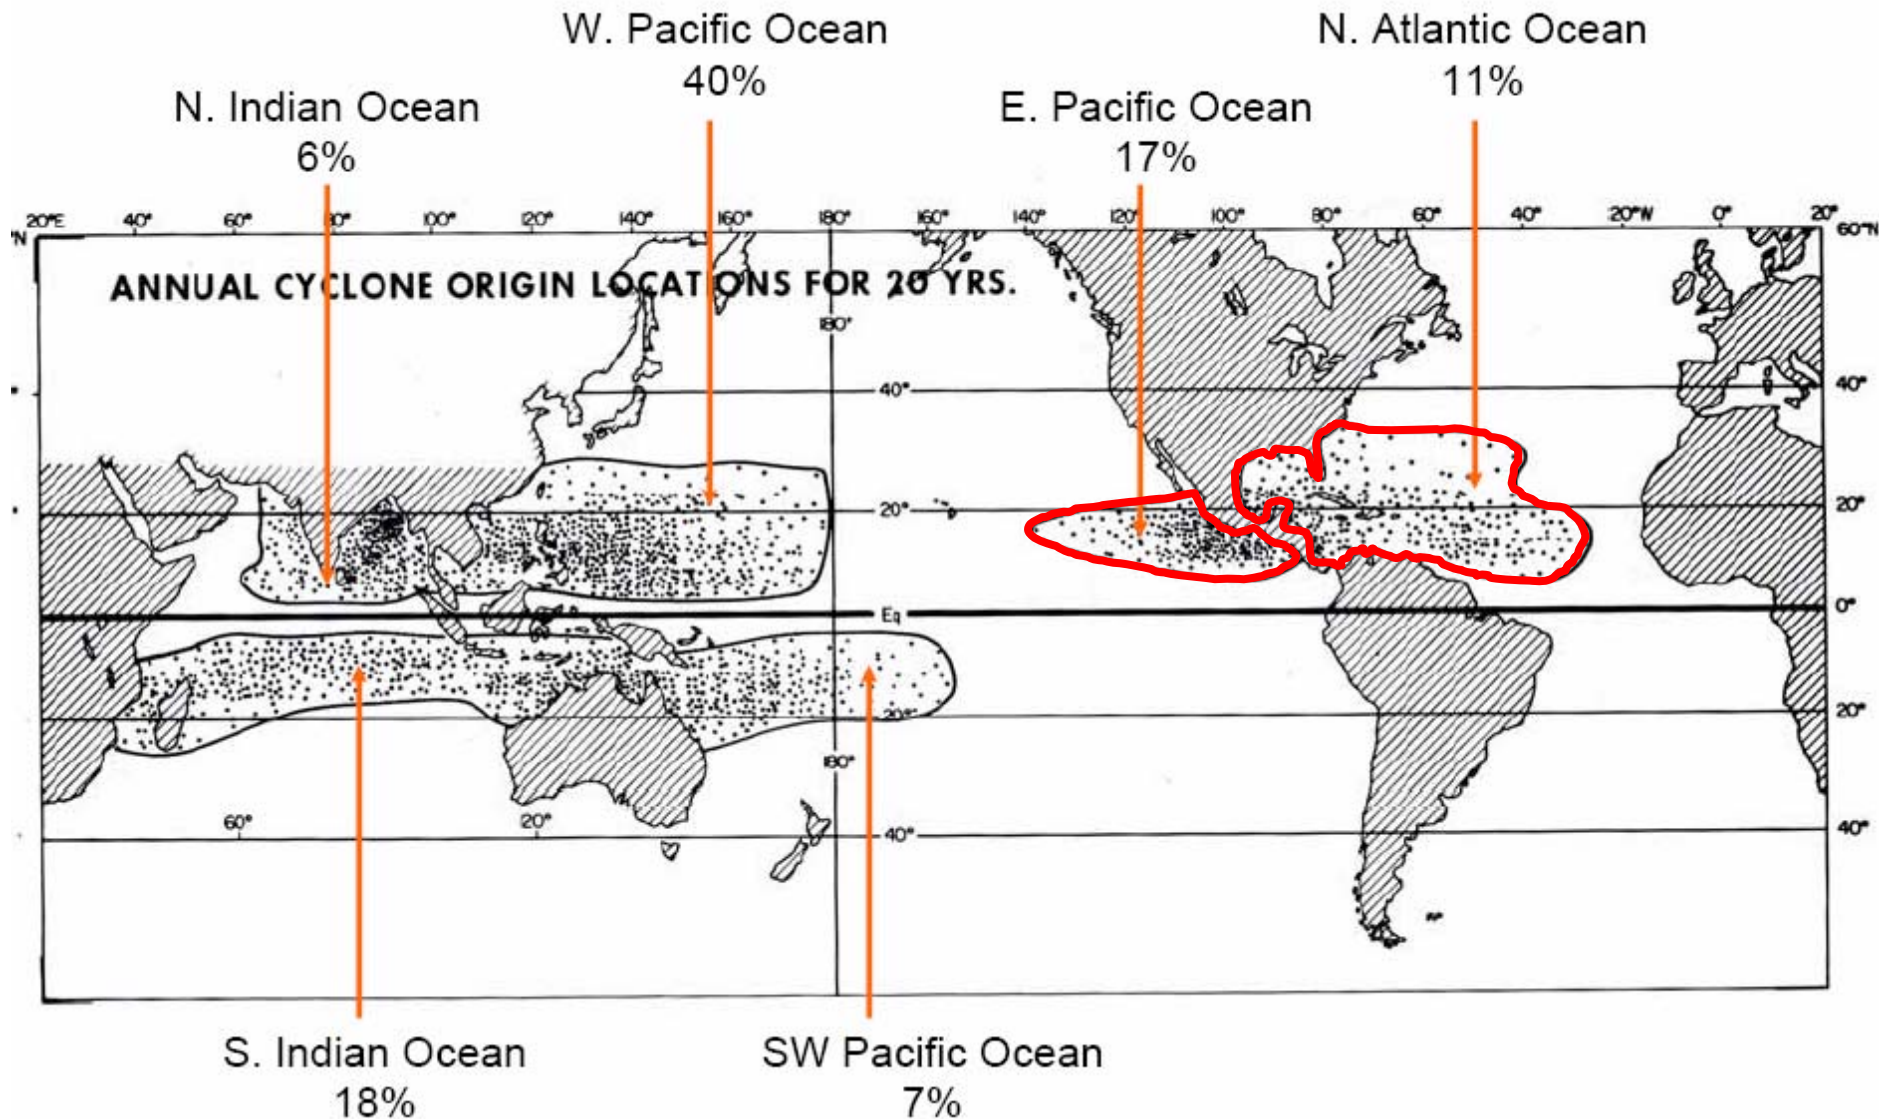 W. Pacific Ocean
40%
N. Atlantic Ocean
11%
N. Indian Ocean
6%
E. Pacific Ocean
17%
20°E 40° 60° 80° 100° 120° 140° 160° 180° 160° 140° 120° 100° 80° 60° 40° 20°W 0° 20°
°N 60°N
ANNUAL CYCLONE ORIGIN LOCATIONS FOR 20 YRS.
180°
40° 40°
20° 20°
Eq 0°
20° 20°
180°
60° 20° 40° 40°
S. Indian Ocean
18%
SW Pacific Ocean
7%